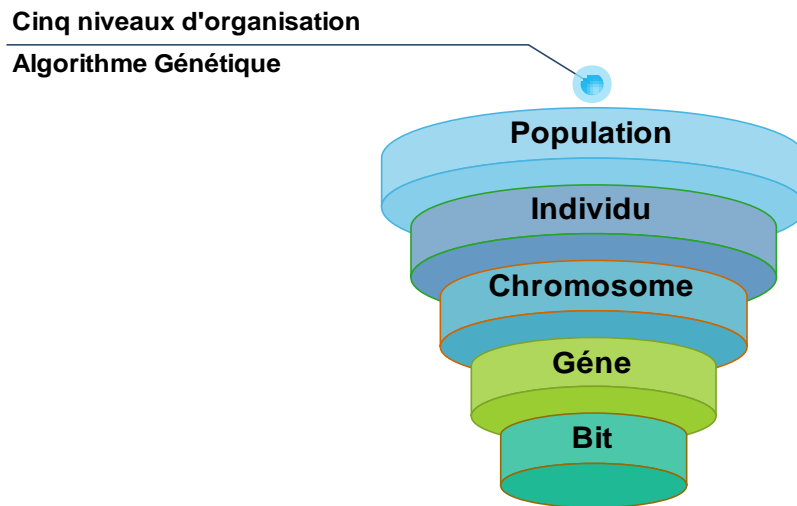 Cinq niveaux d'organisation
Algorithme Génétique
Population
Individu
Chromosome
Géne
Bit